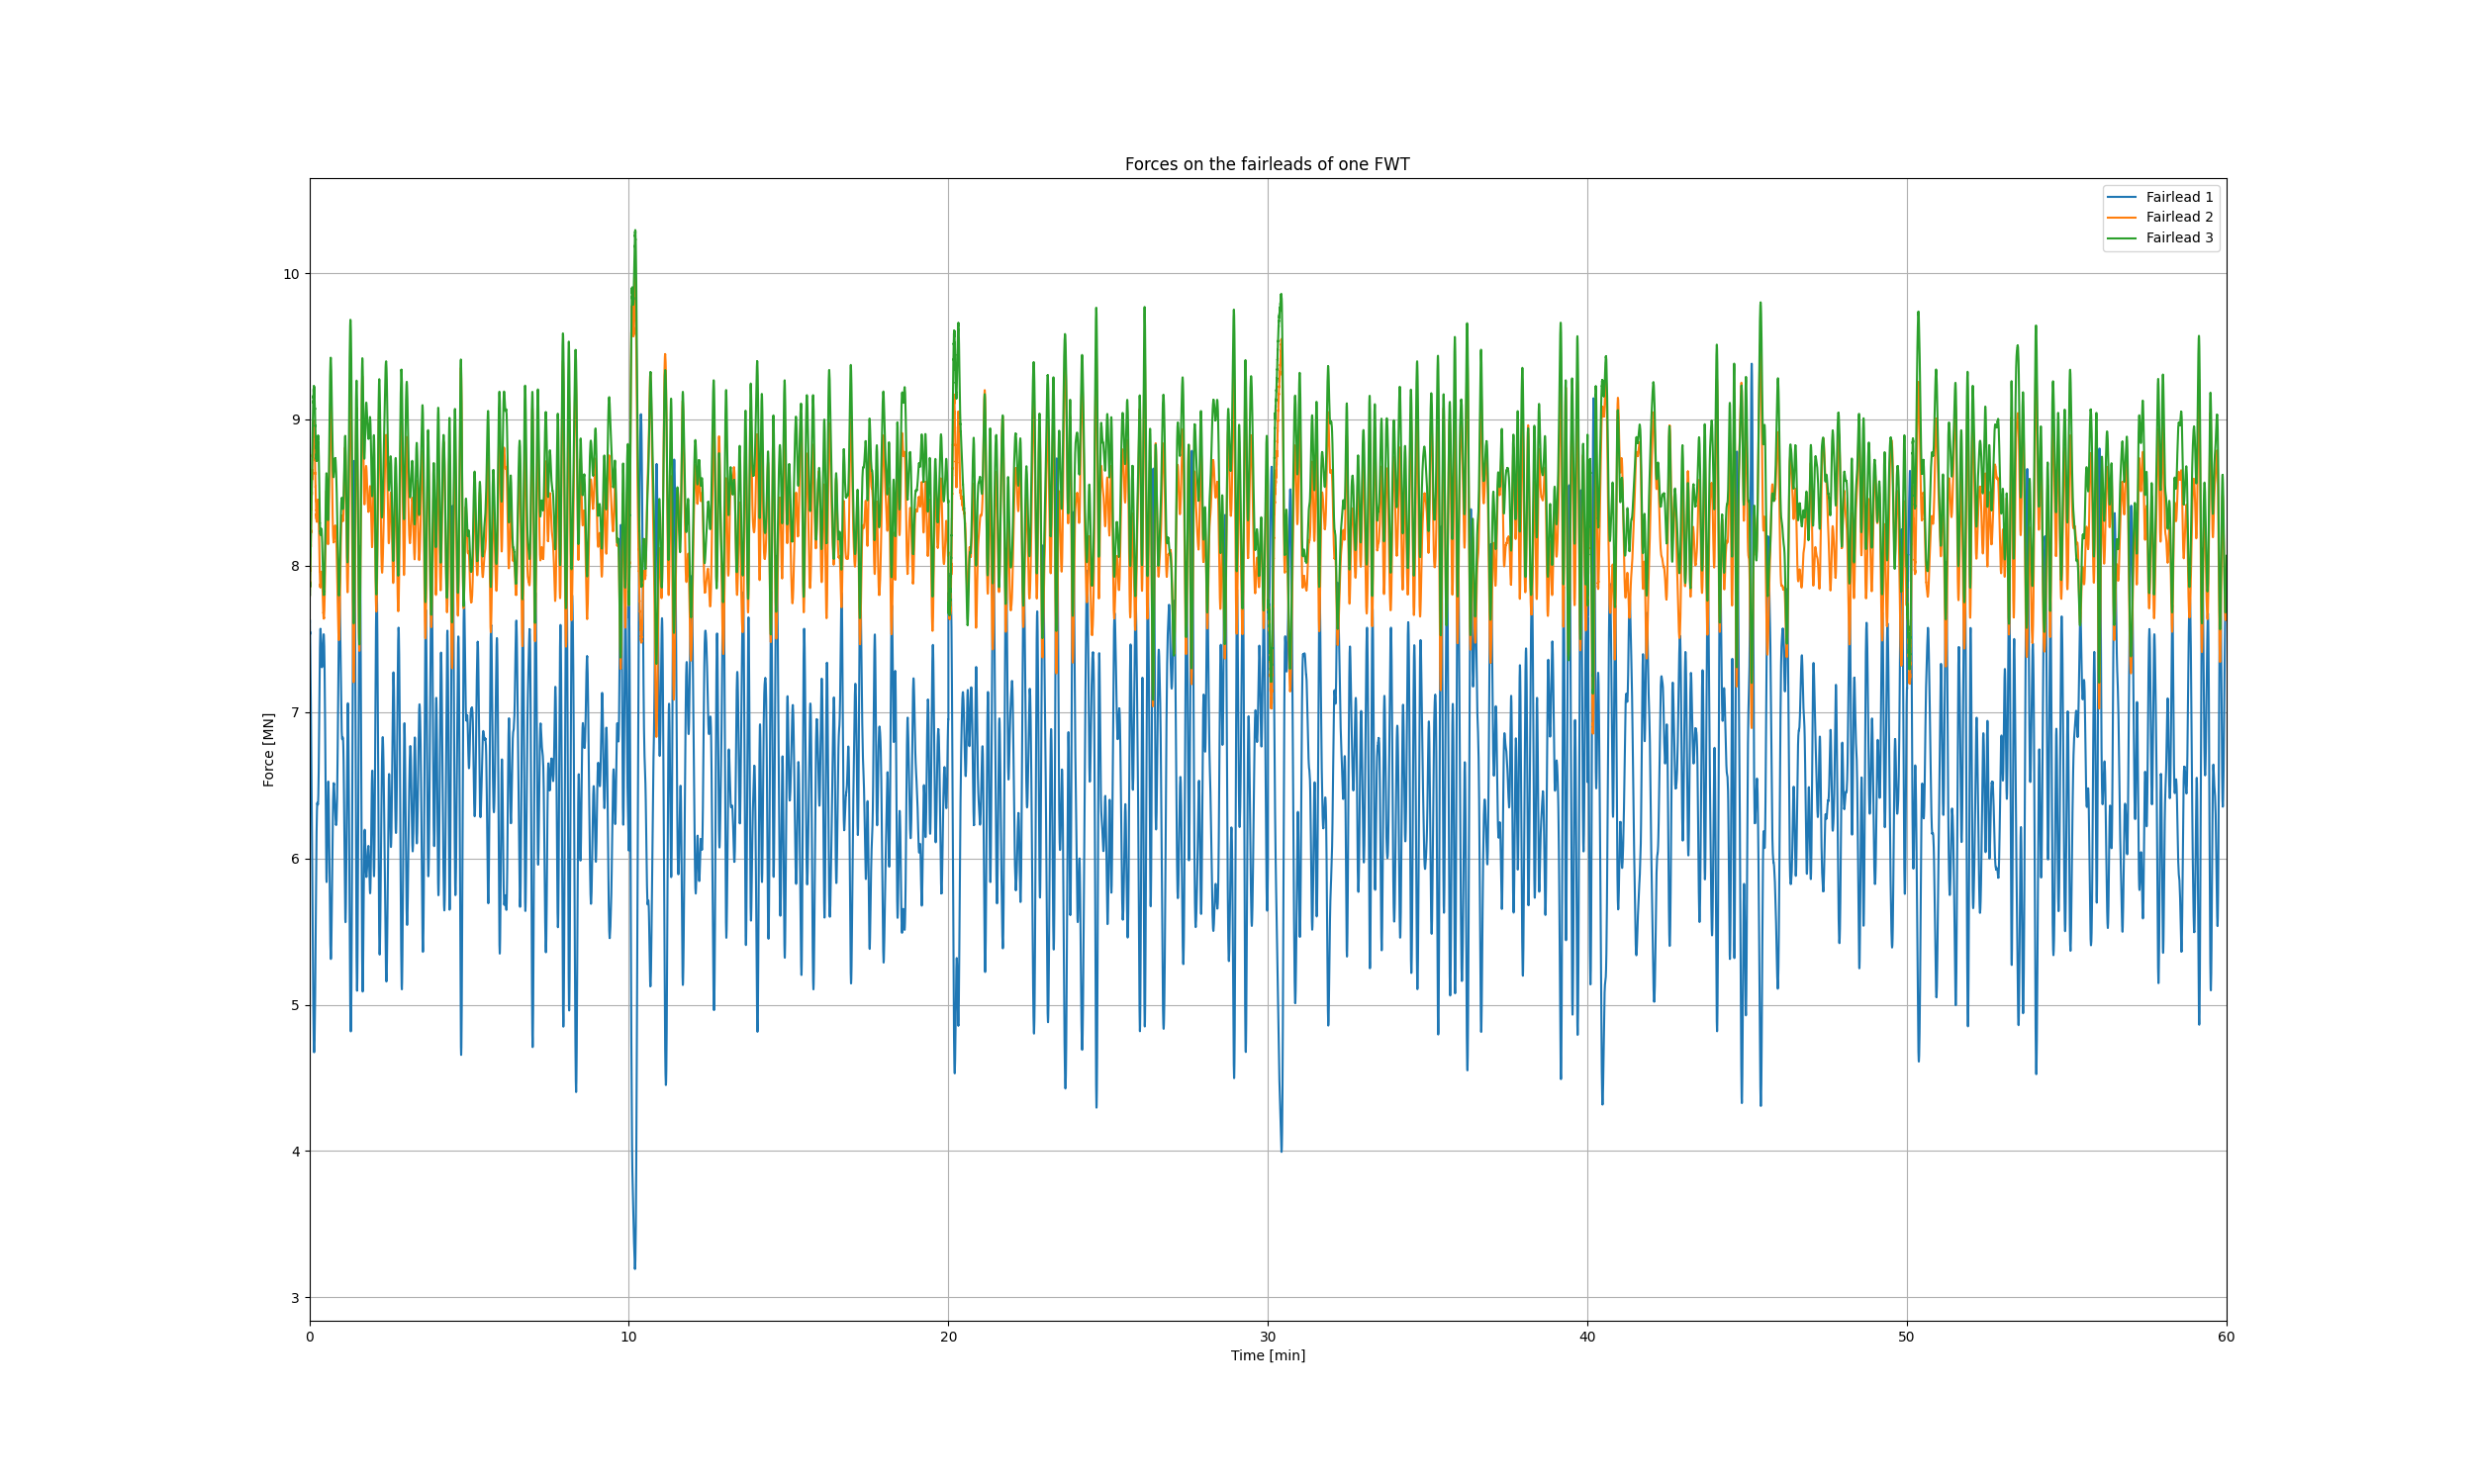 Forces on the fairleads of one FWT
Fairlead 1
Fairlead 2
Fairlead 3
10
9
8
7
6
5
4
3
Force [MN]
0 10 20 30 40 50 60
Time [min]